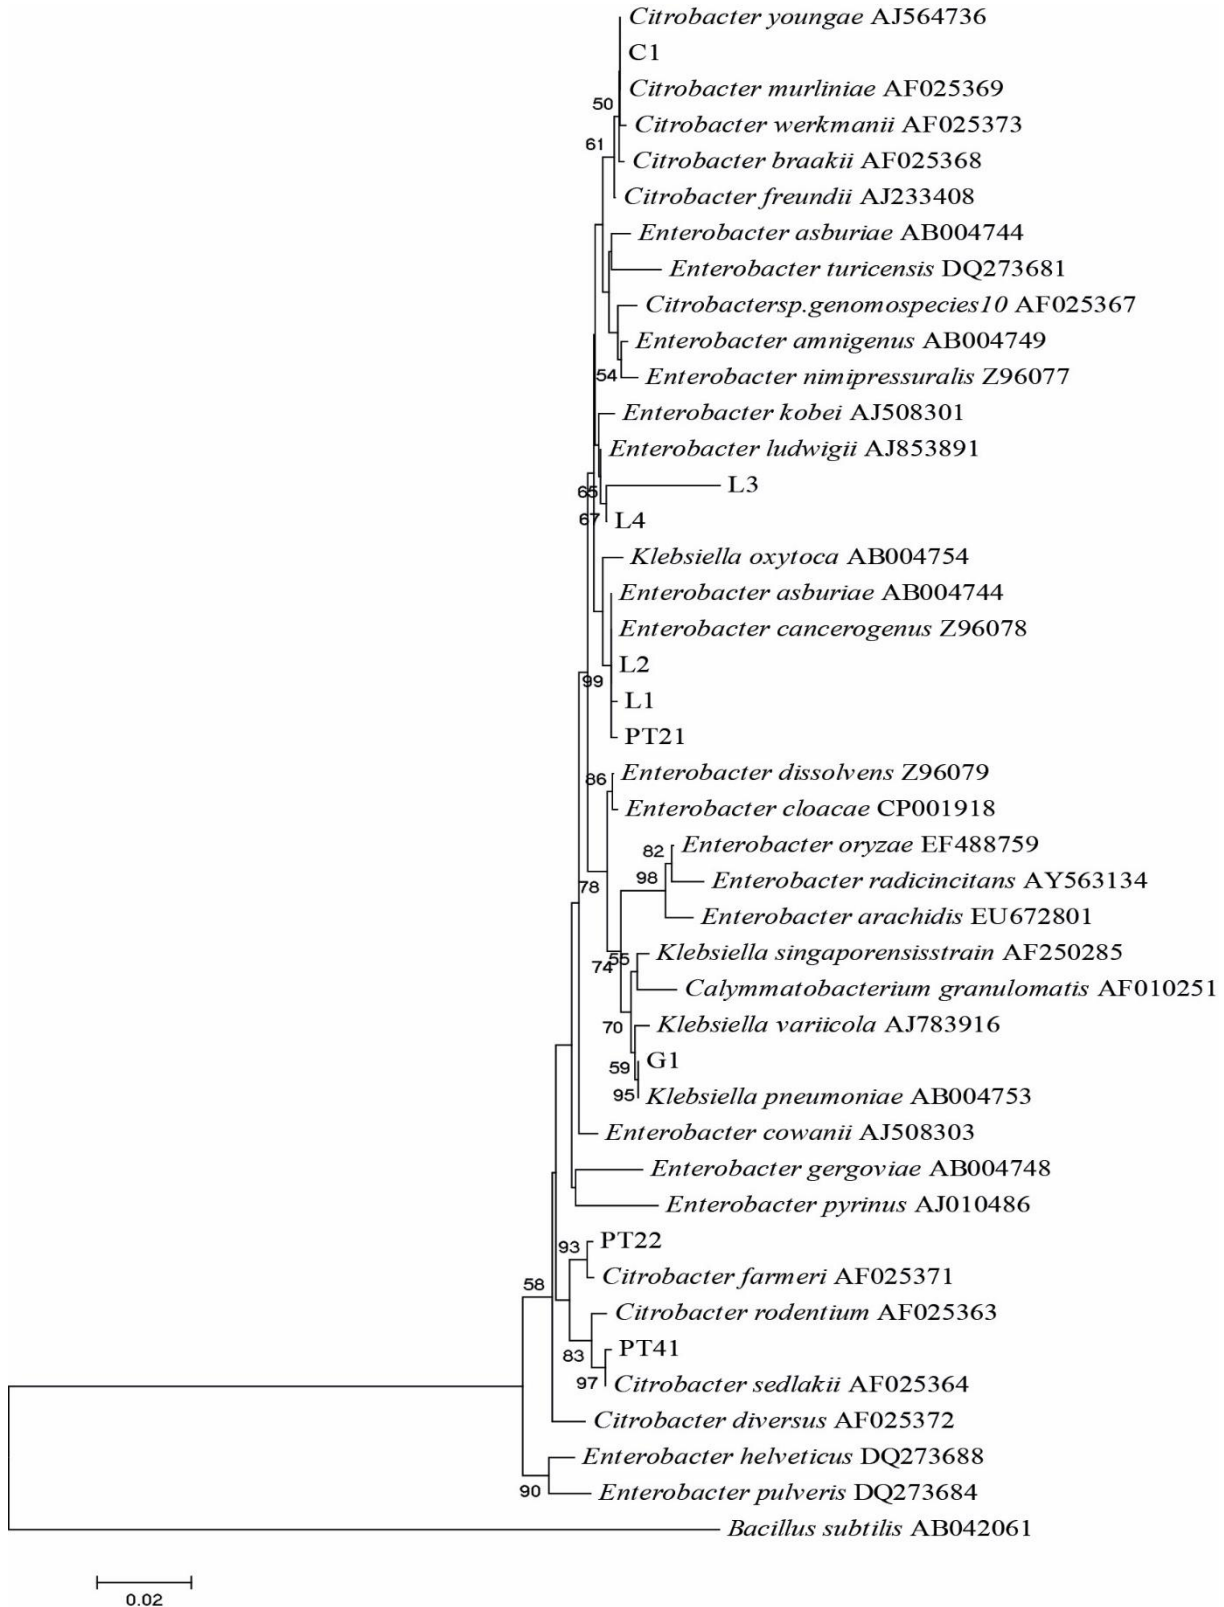 Citrobacter youngae AJ564736
C1
Citrobacter murliniae AF025369
50
Citrobacter werkmanii AF025373
61
Citrobacter braakii AF025368
Citrobacter freundii AJ233408
Enterobacter asburiae AB004744
Enterobacter turicensis DQ273681
Citrobactersp.genomospecies10 AF025367
Enterobacter amnigenus AB004749
54
Enterobacter nimipressuralis Z96077
Enterobacter kobei AJ508301
Enterobacter ludwigii AJ853891
65
L3
67
L4
Klebsiella oxytoca AB004754
Enterobacter asburiae AB004744
Enterobacter cancerogenus Z96078
L2
99
L1
PT21
86
Enterobacter dissolvens Z96079
Enterobacter cloacae CP001918
82
Enterobacter oryzae EF488759
98
Enterobacter radicincitans AY563134
78
Enterobacter arachidis EU672801
Klebsiella singaporensisstrain AF250285
55
74
Calymmatobacterium granulomatis AF010251
70
Klebsiella variicola AJ783916
G1
59
95
Klebsiella pneumoniae AB004753
Enterobacter cowanii AJ508303
Enterobacter gergoviae AB004748
Enterobacter pyrinus AJ010486
93
PT22
Citrobacter farmeri AF025371
58
Citrobacter rodentium AF025363
83
PT41
97
Citrobacter sedlakii AF025364
Citrobacter diversus AF025372
Enterobacter helveticus DQ273688
90
Enterobacter pulveris DQ273684
Bacillus subtilis AB042061
0.02